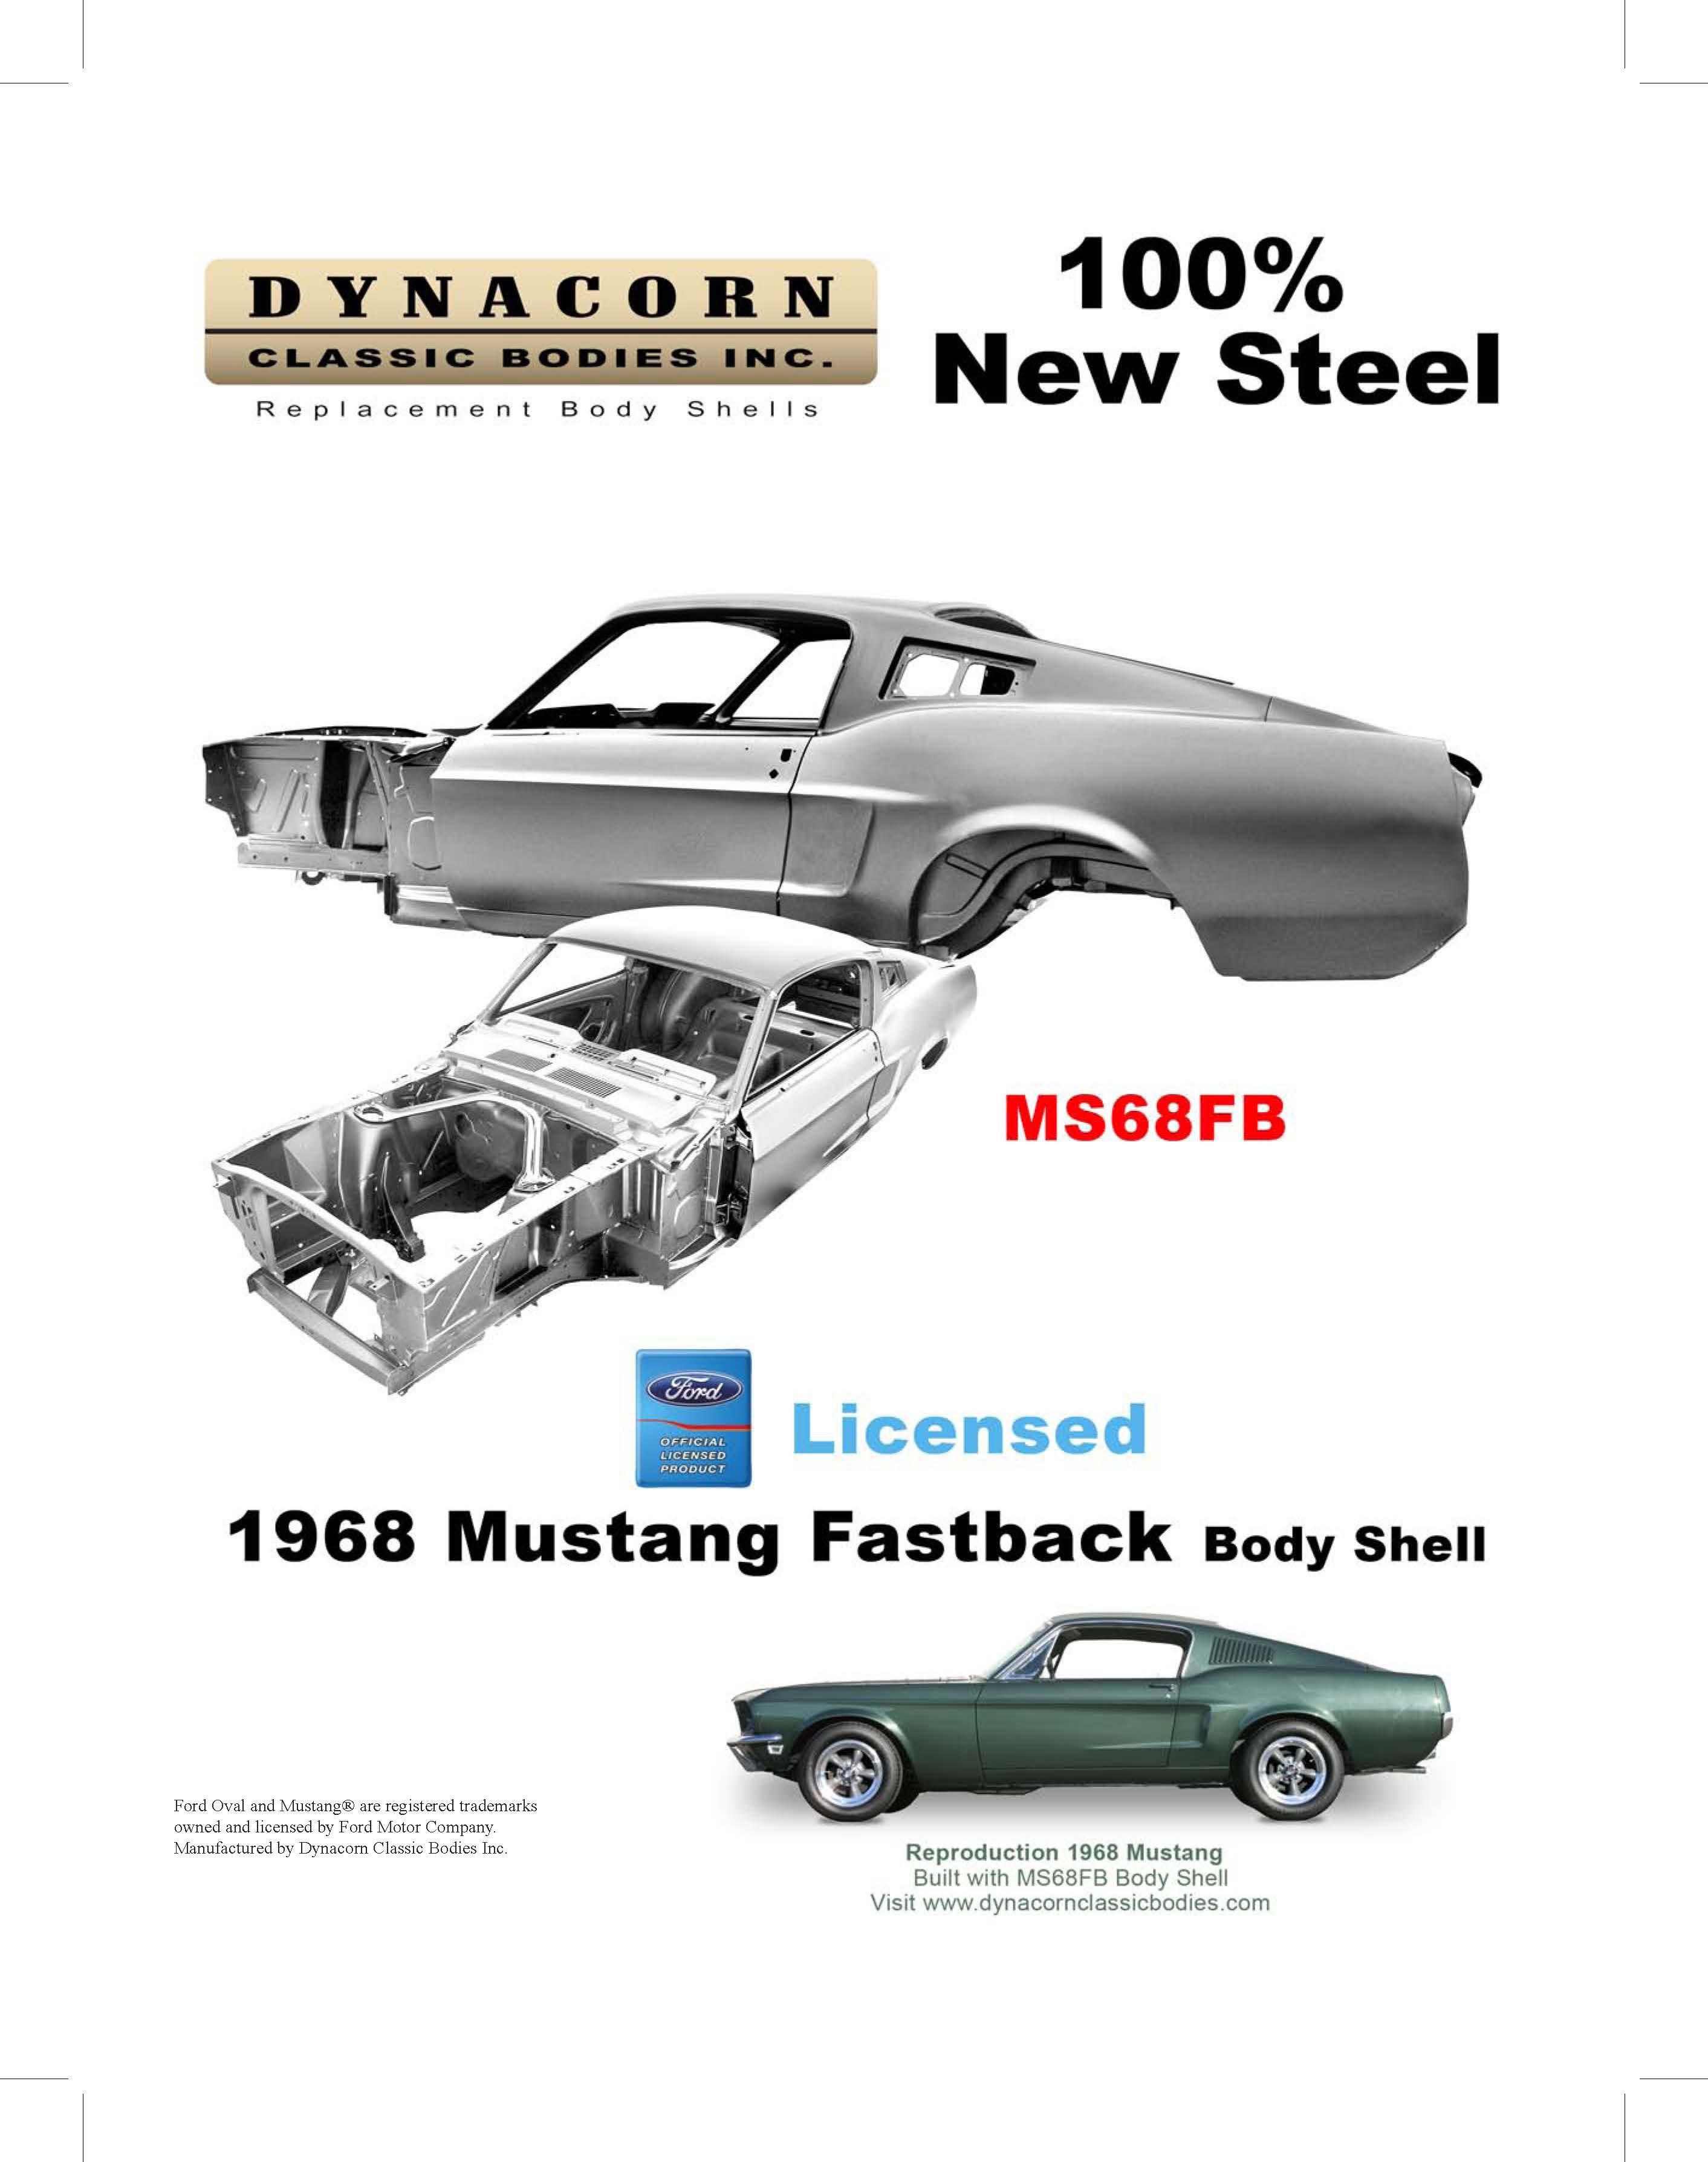 DYNACORN
CLASSIC BODIES INC.
Replacement Body Shells
100%
New Steel
MS68FB
Ford
OFFICIAL
LICENSED
PRODUCT
Licensed
1968 Mustang Fastback Body Shell
Ford Oval and Mustang® are registered trademarks
owned and licensed by Ford Motor Company.
Manufactured by Dynacorn Classic Bodies Inc.
Reproduction 1968 Mustang
Built with MS68FB Body Shell
Visit www.dynacornclassicbodies.com